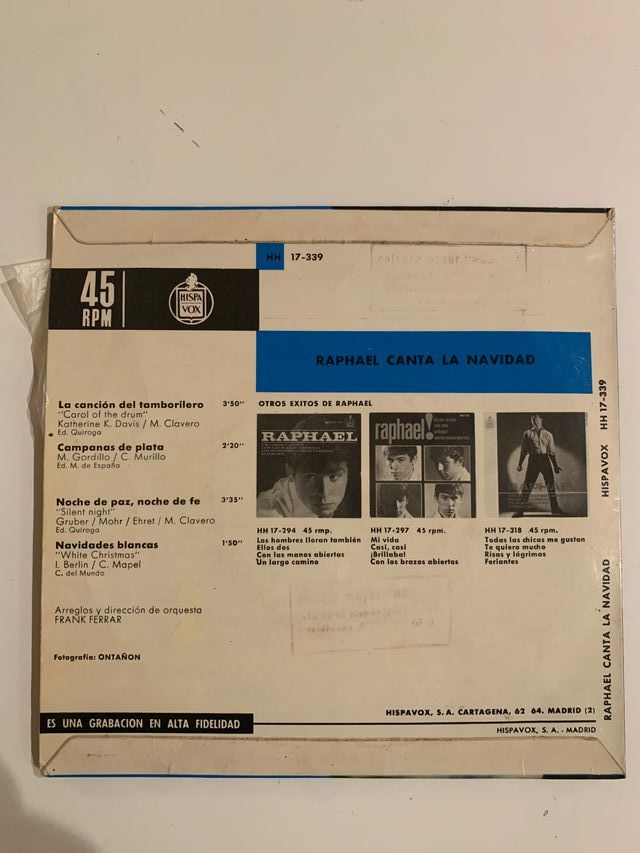 HH 17-339
45
RPM
HISPA
VOX
RAPHAEL CANTA LA NAVIDAD
La canción del tamborilero 3'50"
"Carol of the drum"
Katherine K. Davis / M. Clavero
Ed. Quiroga
Campanas de plata 2'20"
M. Gordillo / C. Murillo
Ed. M. de España
Noche de paz, noche de fe 3'35"
"Silent night"
Gruber / Mohr / Ehret / M. Clavero
Ed. Quiroga
Navidades blancas 1'50"
"White Christmas"
I. Berlin / C. Mapel
C. del Mundo
Arreglos y dirección de orquesta
FRANK FERRAR
Fotografía: ONTAÑON
ES UNA GRABACION EN ALTA FIDELIDAD
OTROS EXITOS DE RAPHAEL
RAPHAEL
raphael!
HH 17-294 45 rmp.
Los hombres lloran también
Ellos dos
Con las manos abiertas
Un largo camino
HH 17-297 45 rpm.
Mi vida
Casi, casi
¡Brillaba!
Con los brazos abiertos
HH 17-318 45 rpm.
Todas las chicas me gustan
Te quiero mucho
Risas y lágrimas
Feriantes
HISPAVOX, S. A. CARTAGENA, 62 64. MADRID (2)
HISPAVOX, S. A. - MADRID
RAPHAEL CANTA LA NAVIDAD HISPAVOX HH 17-339